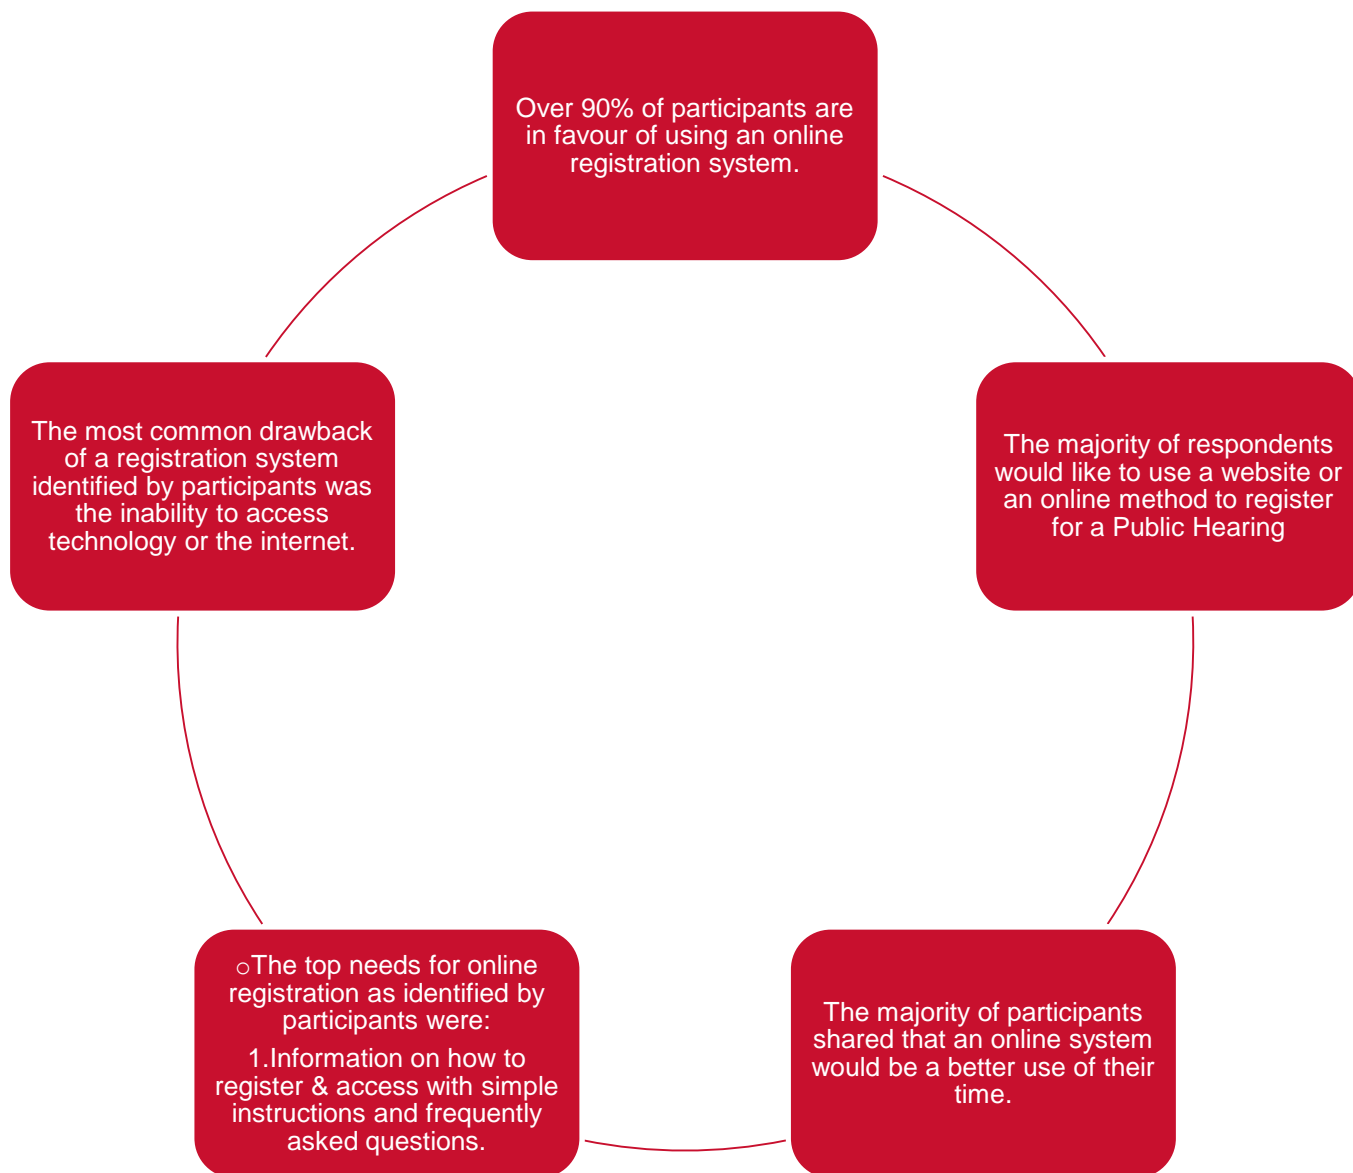 Over 90% of participants are
in favour of using an online
registration system.
The majority of respondents
would like to use a website or
an online method to register
for a Public Hearing
The majority of participants
shared that an online system
would be a better use of their
time.
○The top needs for online
registration as identified by
participants were:
1.Information on how to
register & access with simple
instructions and frequently
asked questions.
The most common drawback
of a registration system
identified by participants was
the inability to access
technology or the internet.